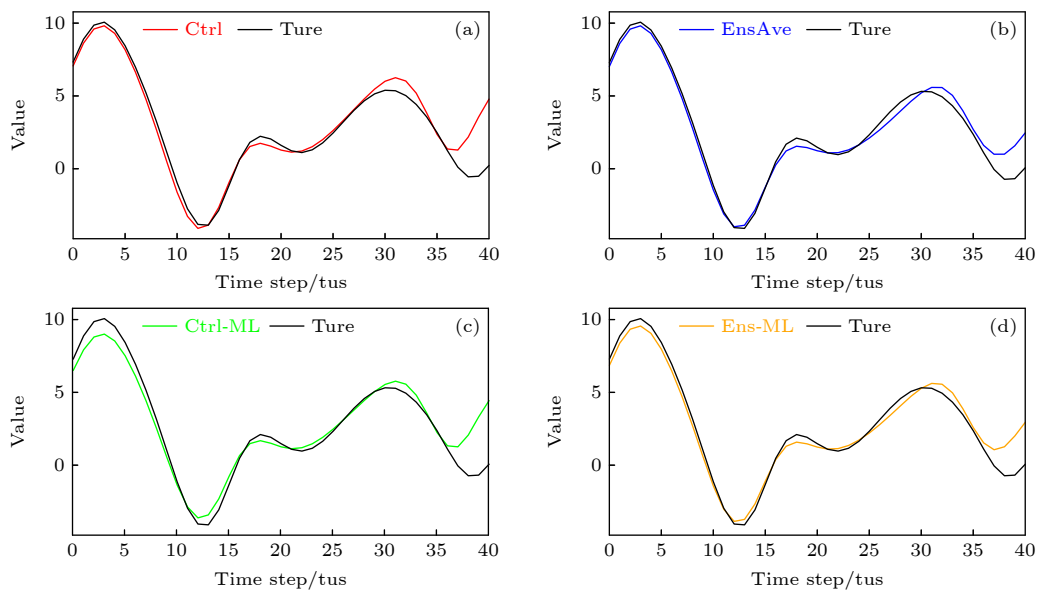 Ctrl Ture (a)
Value
10
5
0
0 5 10 15 20 25 30 35 40
Time step/tus
EnsAve Ture (b)
Value
10
5
0
0 5 10 15 20 25 30 35 40
Time step/tus
Ctrl-ML Ture (c)
Value
10
5
0
0 5 10 15 20 25 30 35 40
Time step/tus
Ens-ML Ture (d)
Value
10
5
0
0 5 10 15 20 25 30 35 40
Time step/tus